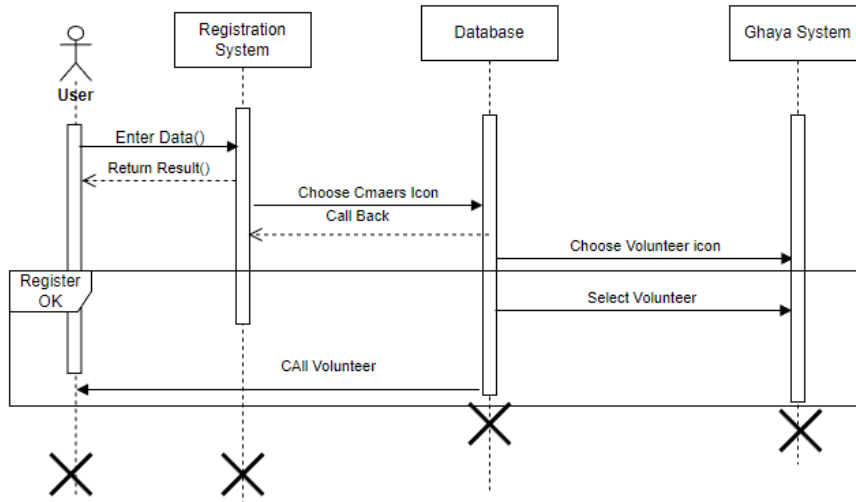 Registration
System
Database
Ghaya System
User
Enter Data()
Return Result()
Choose Cmaers Icon
Call Back
Choose Volunteer icon
Register
OK
Select Volunteer
CAll Volunteer